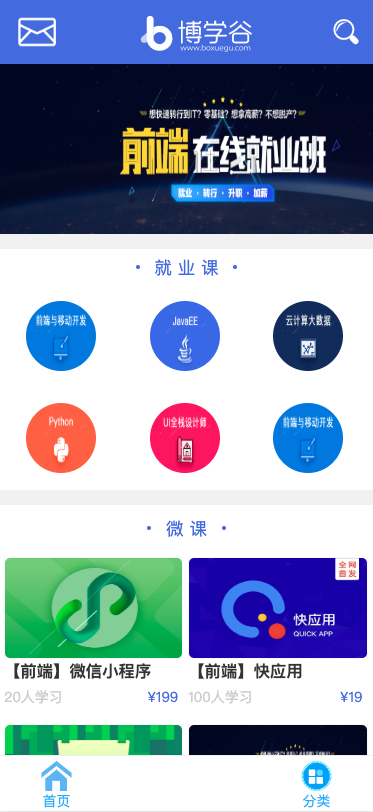 博学谷
www.boxuegu.com
想快速转行到IT？零基础？想拿高薪？不想脱产？
前端在线就业班
就业 · 转行 · 升职 · 加薪
· 就业课 ·
前端与移动开发
JavaEE
云计算大数据
Python
UI全栈设计师
前端与移动开发
· 微课 ·
全网首发
快应用
QUICK APP
【前端】微信小程序
【前端】快应用
20人学习
¥199
100人学习
¥19
首页
分类